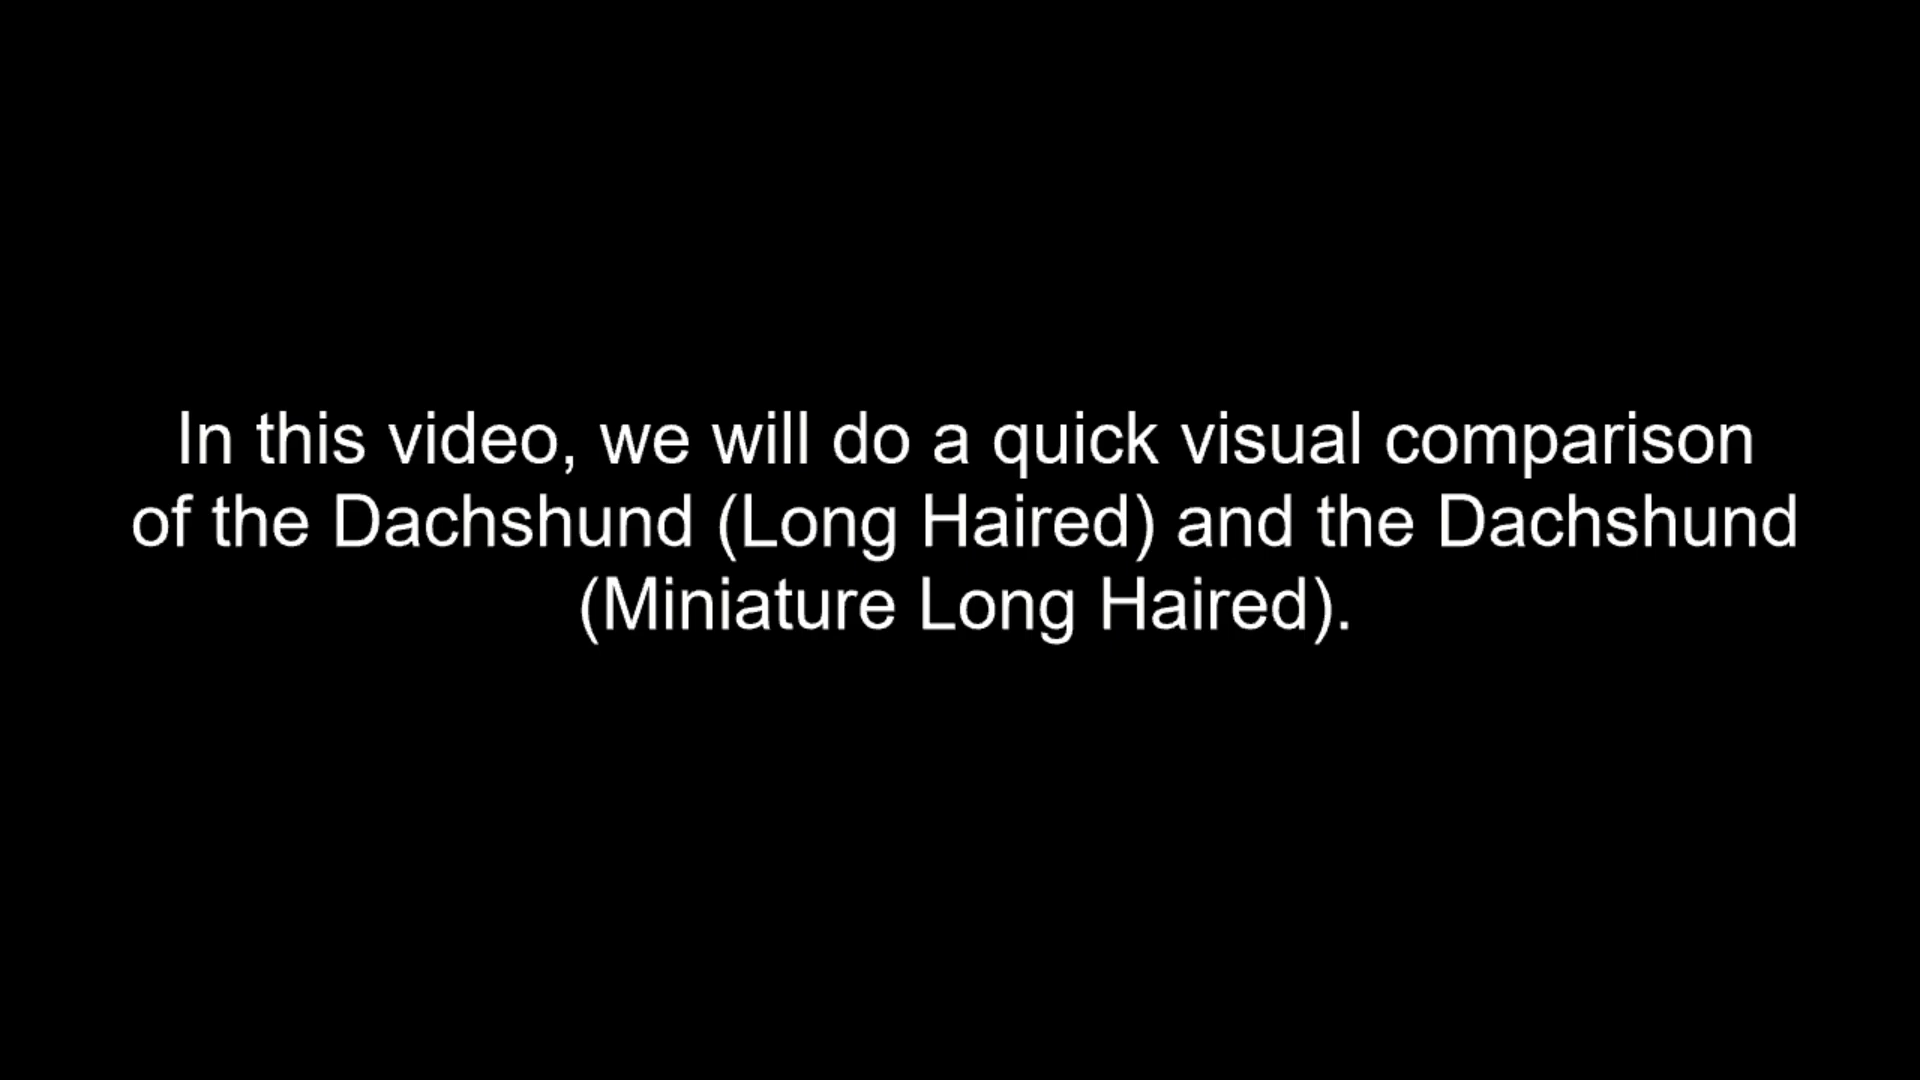 In this video, we will do a quick visual comparison
of the Dachshund (Long Haired) and the Dachshund
(Miniature Long Haired).